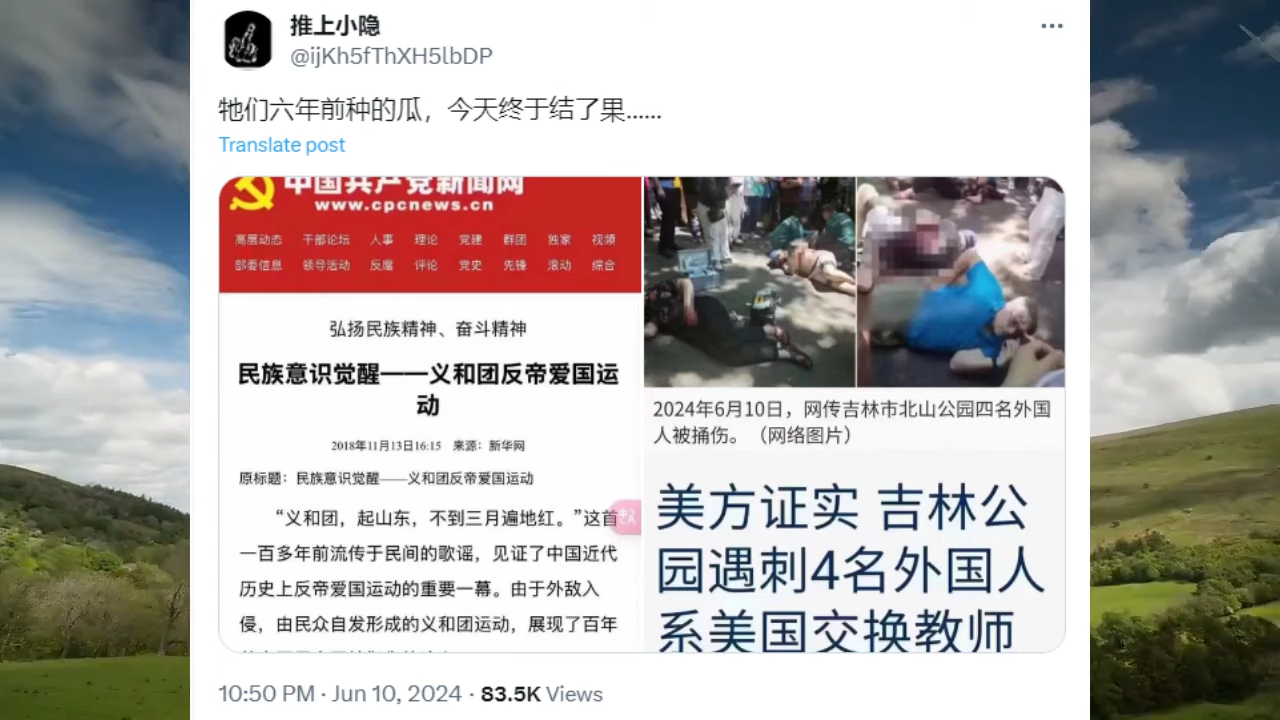 推上小隐
@ijKh5fThXH5lbDP
牠们六年前种的瓜，今天终于结了果......
Translate post
中国共产党新闻网
www.cpcnews.cn
高层动态 干部论坛 人事 理论 党建 群团 独家 视频
部委信息 领导活动 反腐 评论 党史 先锋 滚动 综合
弘扬民族精神、奋斗精神
民族意识觉醒——义和团反帝爱国运
动
2018年11月13日16:15 来源：新华网
原标题：民族意识觉醒——义和团反帝爱国运动
“义和团，起山东，不到三月遍地红。”这首
一百多年前流传于民间的歌谣，见证了中国近代
历史上反帝爱国运动的重要一幕。由于外敌入
侵，由民众自发形成的义和团运动，展现了百年
2024年6月10日，网传吉林市北山公园四名外国
人被捅伤。（网络图片）
美方证实 吉林公
园遇刺4名外国人
系美国交换教师
10:50 PM · Jun 10, 2024 · 83.5K Views